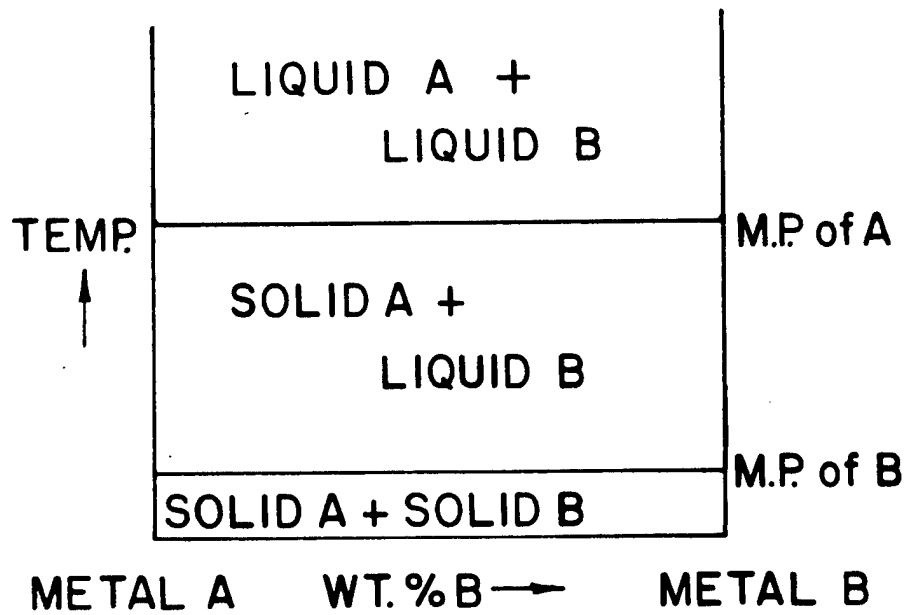 LIQUID A +
LIQUID B
TEMP.
M.P. of A
SOLID A +
LIQUID B
M.P. of B
SOLID A + SOLID B
METAL A WT. % B → METAL B